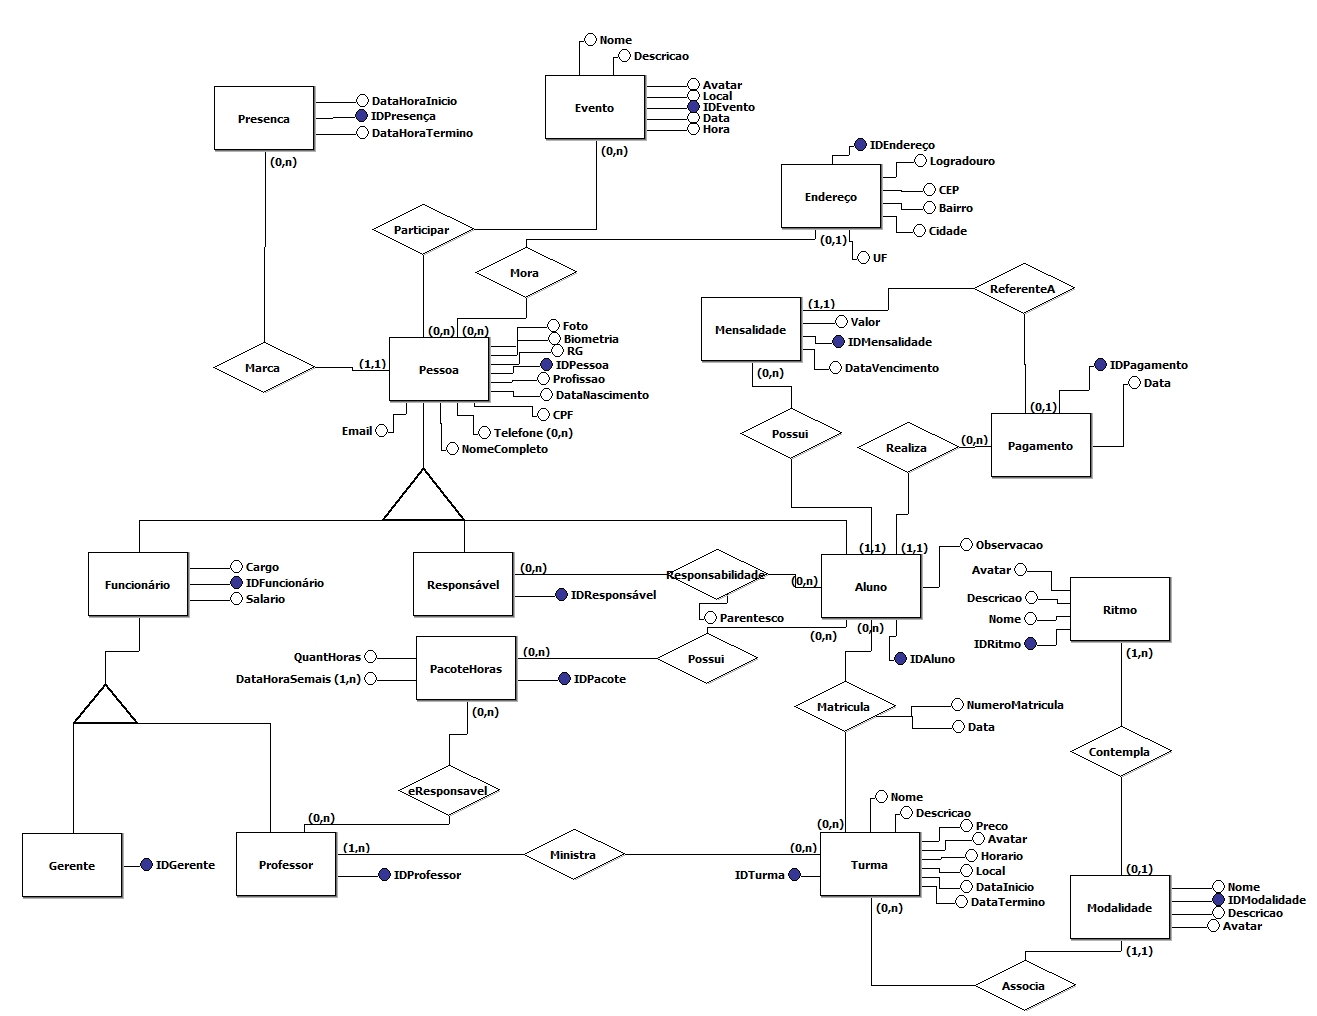 Nome
Descricao
Presenca
DataHoraInicio
IDPresença
DataHoraTermino
(0,n)
Evento
Avatar
Local
IDEvento
Data
Hora
(0,n)
IDEndereço
Logradouro
Endereço
CEP
Bairro
Cidade
(0,1)
UF
Participar
Mora
ReferenteA
Mensalidade
(1,1)
Valor
IDMensalidade
DataVencimento
(0,n)
(0,n)
(0,n)
Foto
Biometria
RG
IDPessoa
Profissao
DataNascimento
CPF
Telefone (0,n)
NomeCompleto
Email
Pessoa
Marca
(1,1)
IDPagamento
Data
(0,1)
Pagamento
Possui
Realiza
(0,n)
Funcionário
Cargo
IDFuncionário
Salario
Responsável
(0,n)
IDResponsável
Responsabilidade
Parentesco
(1,1)
(1,1)
(0,n)
Aluno
Observacao
(0,n)
(0,n)
IDAluno
Avatar
Descricao
Nome
IDRitmo
Ritmo
(1,n)
QuantHoras
DataHoraSemais (1,n)
PacoteHoras
(0,n)
IDPacote
(0,n)
Possui
Matricula
NumeroMatricula
Data
Contempla
eResponsavel
(0,n)
(0,n)
Nome
Descricao
Preco
Avatar
Horario
Local
DataInicio
DataTermino
Gerente
IDGerente
Professor
(1,n)
IDProfessor
Ministra
(0,n)
IDTurma
Turma
(0,n)
(0,1)
Modalidade
Nome
IDModalidade
Descricao
Avatar
(1,1)
Associa